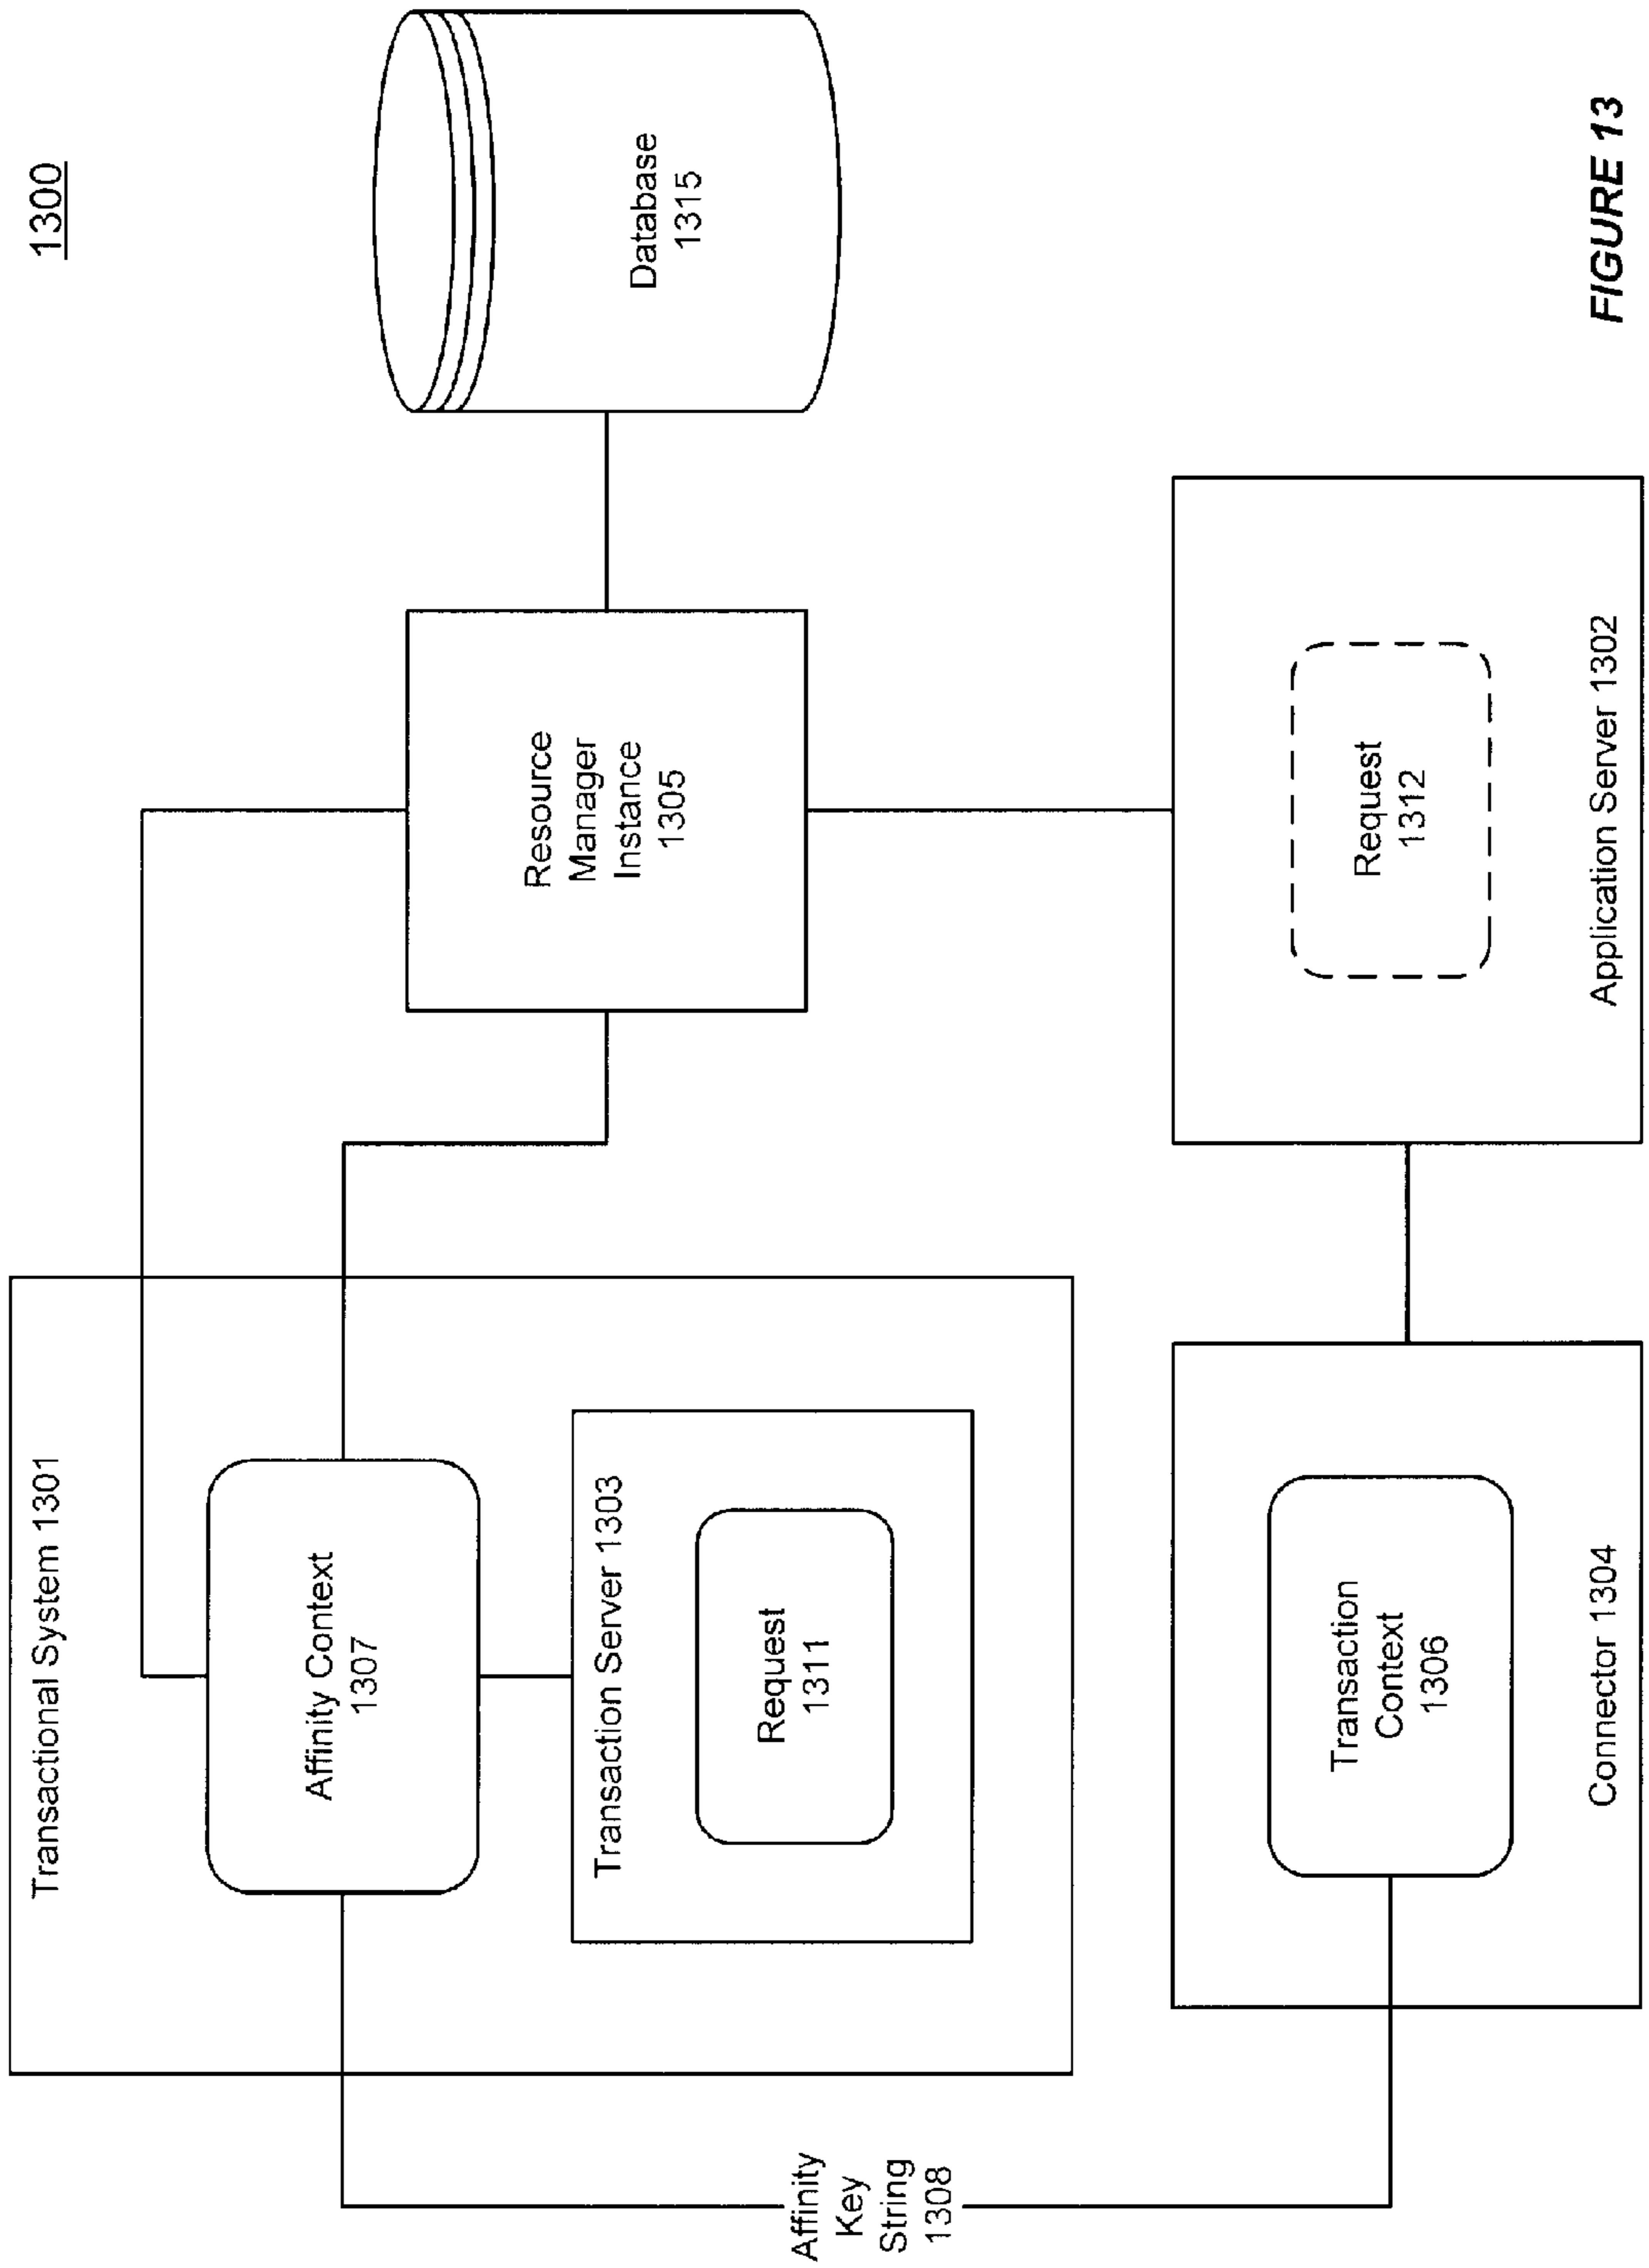 1300
Transactional System 1301
Affinity Context
1307
Transaction Server 1303
Request
1311
Resource
Manager
Instance
1305
Database
1315
Affinity
Key
String
1308
Transaction
Context
1306
Connector 1304
Request
1312
Application Server 1302
FIGURE 13